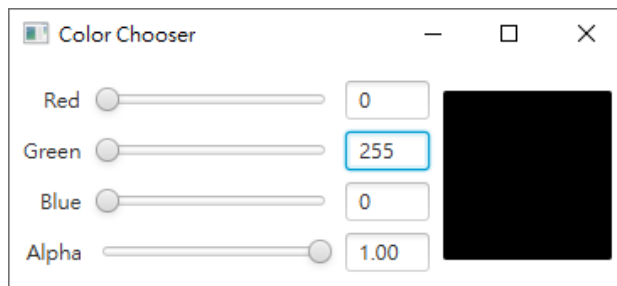 Color Chooser
Red 0
Green 255
Blue 0
Alpha 1.00